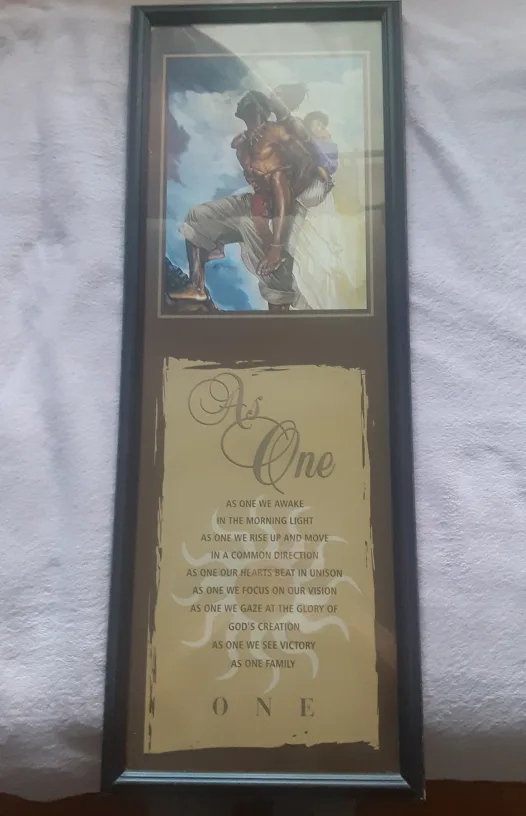 As
One
AS ONE WE AWAKE
IN THE MORNING LIGHT
AS ONE WE RISE UP AND MOVE
IN A COMMON DIRECTION
AS ONE OUR HEARTS BEAT IN UNISON
AS ONE WE FOCUS ON OUR VISION
AS ONE WE GAZE AT THE GLORY OF
GOD'S CREATION
AS ONE WE SEE VICTORY
AS ONE FAMILY
O N E